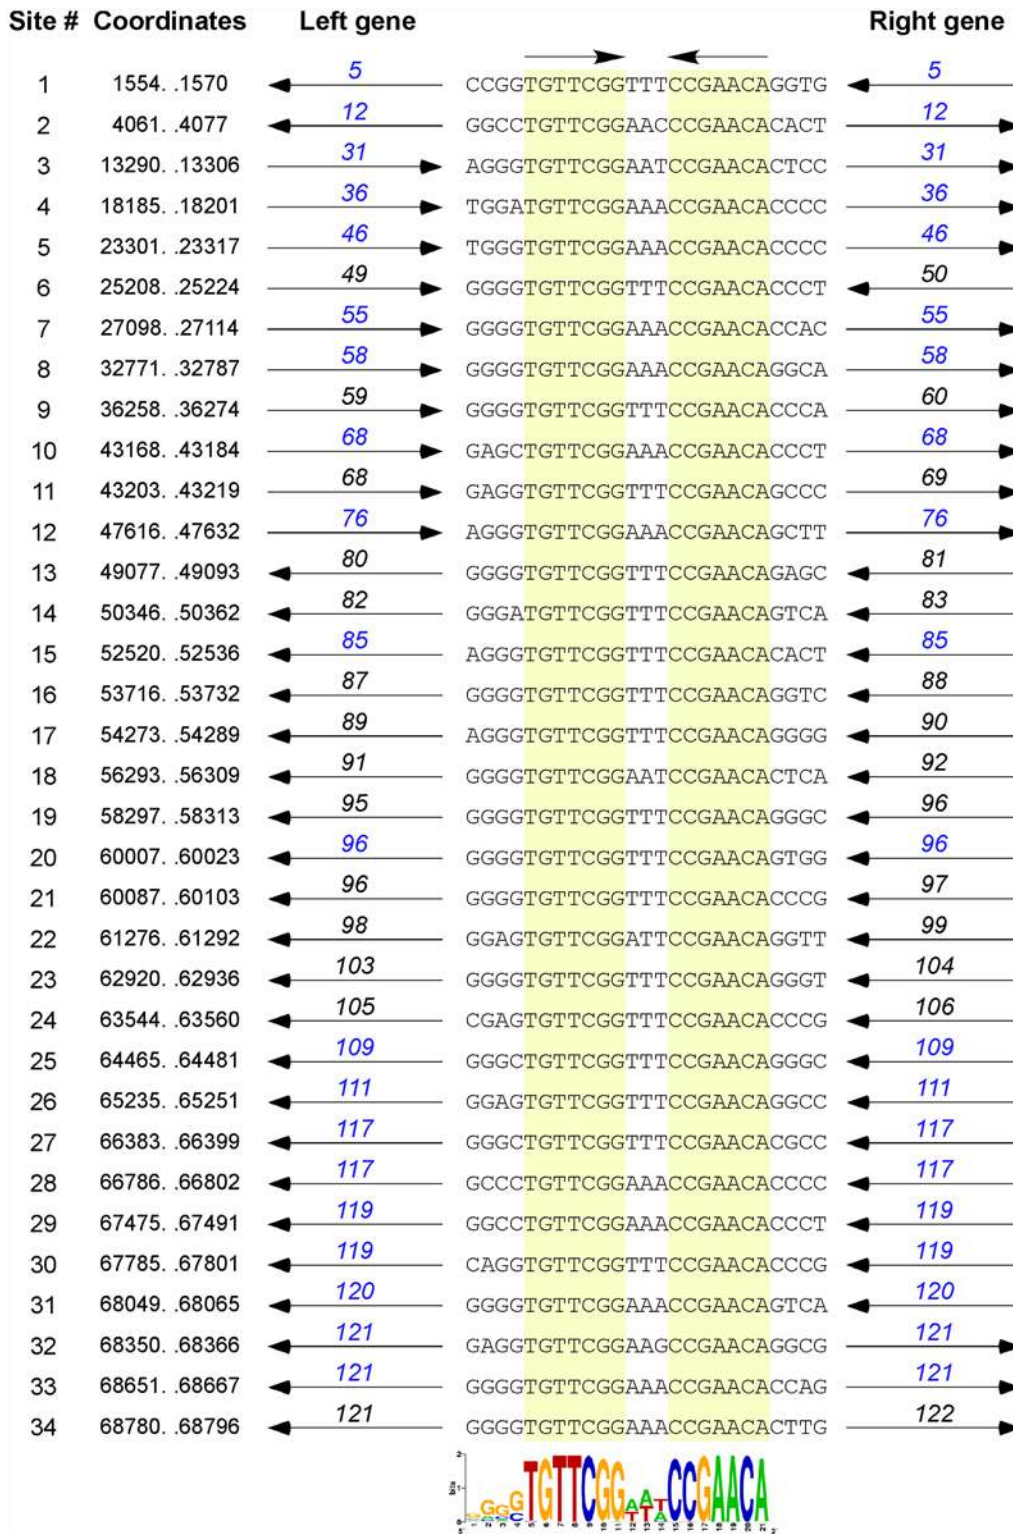 Site # Coordinates Left gene Right gene
1 1554. .1570 5 CCGGTGTTCGGTTTCCGAACAGGTG 5
2 4061. .4077 12 GGCCTGTTCGGAACCCGAACACACT 12
3 13290. .13306 31 AGGGTGTTCGGAATCCGAACACTCC 31
4 18185. .18201 36 TGGATGTTCGGAAACCGAACACCCC 36
5 23301. .23317 46 TGGGTGTTCGGAAACCGAACACCCC 46
6 25208. .25224 49 GGGGTGTTCGGTTTCCGAACACCCT 50
7 27098. .27114 55 GGGGTGTTCGGAAACCGAACACCAC 55
8 32771. .32787 58 GGGGTGTTCGGAAACCGAACAGGCA 58
9 36258. .36274 59 GGGGTGTTCGGTTTCCGAACACCCA 60
10 43168. .43184 68 GAGCTGTTCGGAAACCGAACACCCT 68
11 43203. .43219 68 GAGGTGTTCGGTTTCCGAACAGCCC 69
12 47616. .47632 76 AGGGTGTTCGGAAACCGAACAGCTT 76
13 49077. .49093 80 GGGGTGTTCGGTTTCCGAACAGAGC 81
14 50346. .50362 82 GGGATGTTCGGTTTCCGAACAGTCA 83
15 52520. .52536 85 AGGGTGTTCGGTTTCCGAACACACT 85
16 53716. .53732 87 GGGGTGTTCGGTTTCCGAACAGGTC 88
17 54273. .54289 89 AGGGTGTTCGGTTTCCGAACAGGGG 90
18 56293. .56309 91 GGGGTGTTCGGAATCCGAACACTCA 92
19 58297. .58313 95 GGGGTGTTCGGTTTCCGAACAGGGC 96
20 60007. .60023 96 GGGGTGTTCGGTTTCCGAACAGTGG 96
21 60087. .60103 96 GGGGTGTTCGGTTTCCGAACACCCG 97
22 61276. .61292 98 GGAGTGTTCGGATTCCGAACAGGTT 99
23 62920. .62936 103 GGGGTGTTCGGTTTCCGAACAGGGT 104
24 63544. .63560 105 CGAGTGTTCGGTTTCCGAACACCCG 106
25 64465. .64481 109 GGGCTGTTCGGTTTCCGAACAGGGC 109
26 65235. .65251 111 GGAGTGTTCGGTTTCCGAACAGGCC 111
27 66383. .66399 117 GGGCTGTTCGGTTTCCGAACACGCC 117
28 66786. .66802 117 GCCCTGTTCGGAAACCGAACACCCC 117
29 67475. .67491 119 GGCCTGTTCGGAAACCGAACACCCT 119
30 67785. .67801 119 CAGGTGTTCGGTTTCCGAACACCCG 119
31 68049. .68065 120 GGGGTGTTCGGAAACCGAACAGTCA 120
32 68350. .68366 121 GAGGTGTTCGGAAGCCGAACAGGCG 121
33 68651. .68667 121 GGGGTGTTCGGAAACCGAACACCAG 121
34 68780. .68796 121 GGGGTGTTCGGAAACCGAACACTTG 122